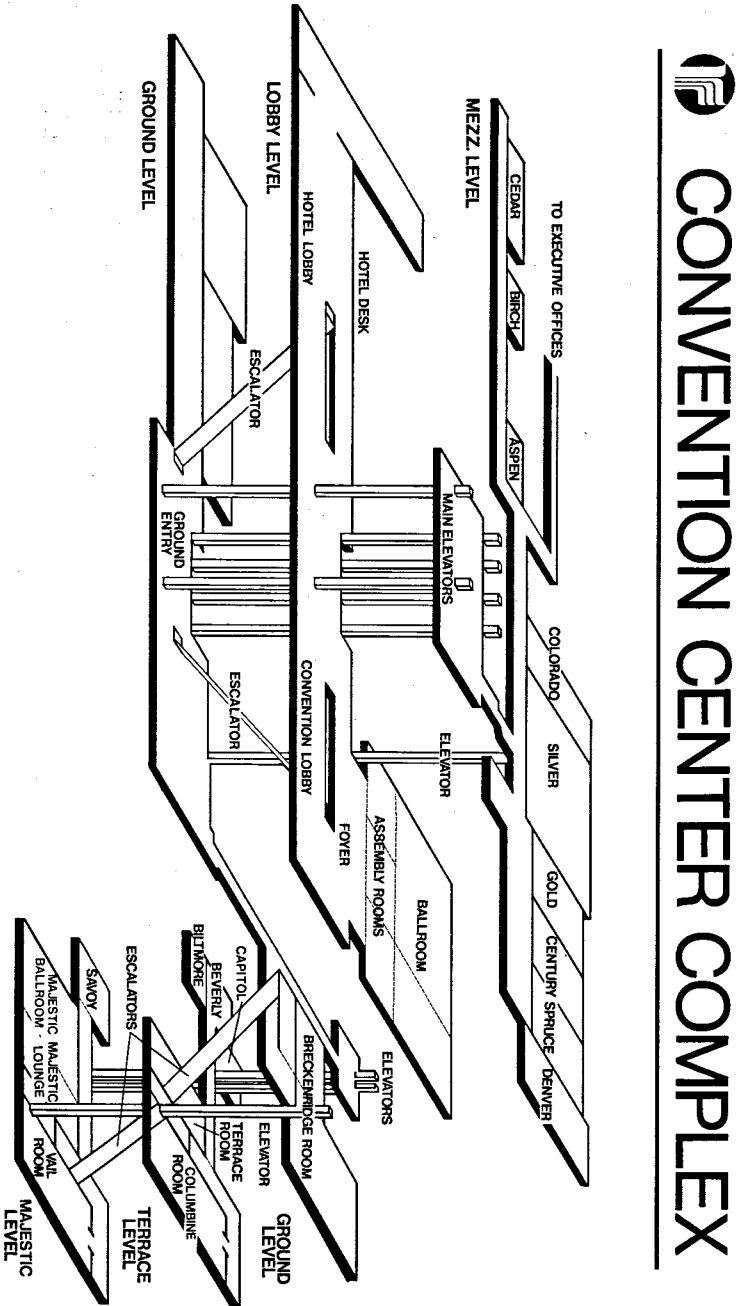 CONVENTION CENTER COMPLEX
TO EXECUTIVE OFFICES
CEDAR
BIRCH
ASPEN
COLORADO
SILVER
GOLD
CENTURY
SPRUCE
DENVER
MEZZ. LEVEL
MAIN ELEVATORS
ELEVATOR
BALLROOM
ASSEMBLY ROOMS
HOTEL DESK
FOYER
HOTEL LOBBY
CONVENTION LOBBY
LOBBY LEVEL
ELEVATORS
ESCALATOR
ESCALATOR
BRECKENRIDGE ROOM
GROUND
LEVEL
GROUND LEVEL
GROUND
ENTRY
CAPITOL
BEVERLY
BILTMORE
ELEVATOR
TERRACE
ROOM
COLUMBINE
ROOM
TERRACE
LEVEL
ESCALATORS
SAVOY
MAJESTIC MAJESTIC
BALLROOM - LOUNGE
VAIL
ROOM
MAJESTIC
LEVEL